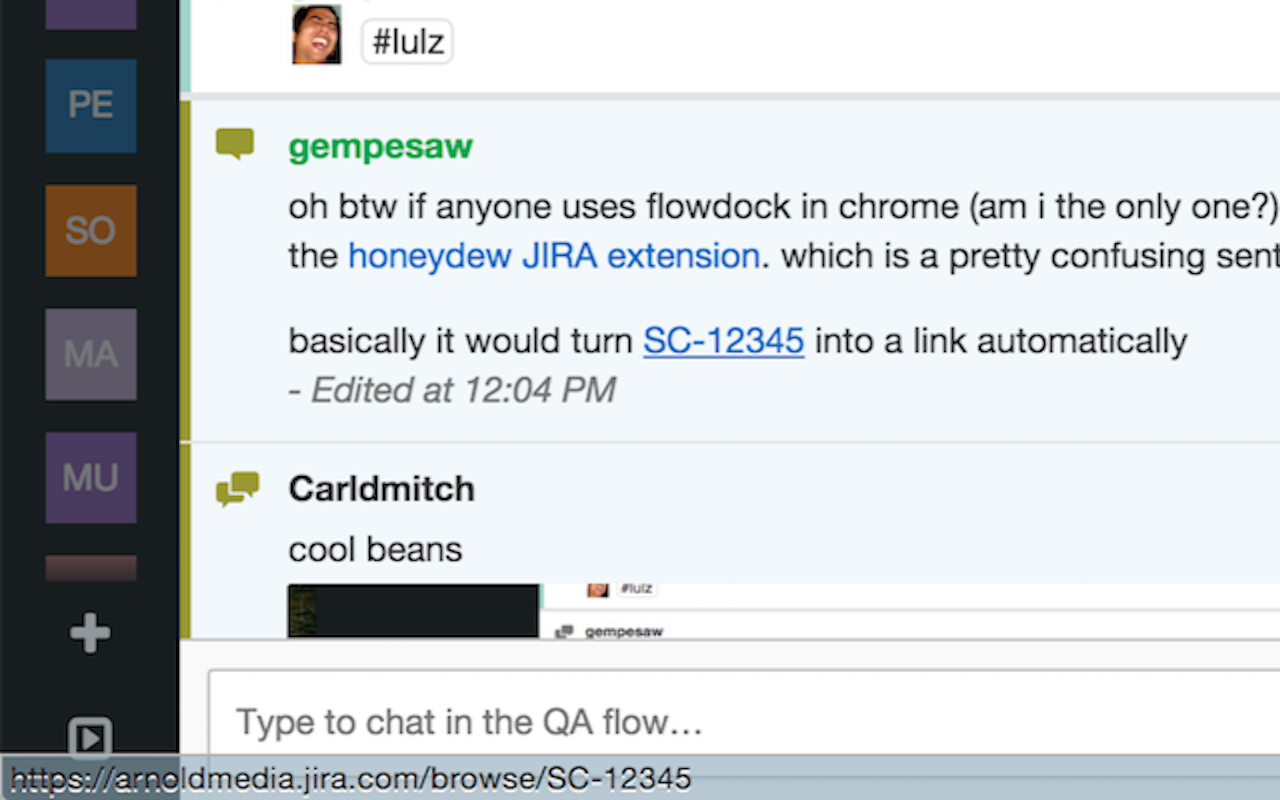 #lulz
PE
gempesaw
oh btw if anyone uses flowdock in chrome (am i the only one?)
SO
the honeydew JIRA extension. which is a pretty confusing sent
basically it would turn SC-12345 into a link automatically
MA
- Edited at 12:04 PM
MU
Carldmitch
cool beans
#lulz
gempesaw
Type to chat in the QA flow...
https://arnoldmedia.jira.com/browse/SC-12345